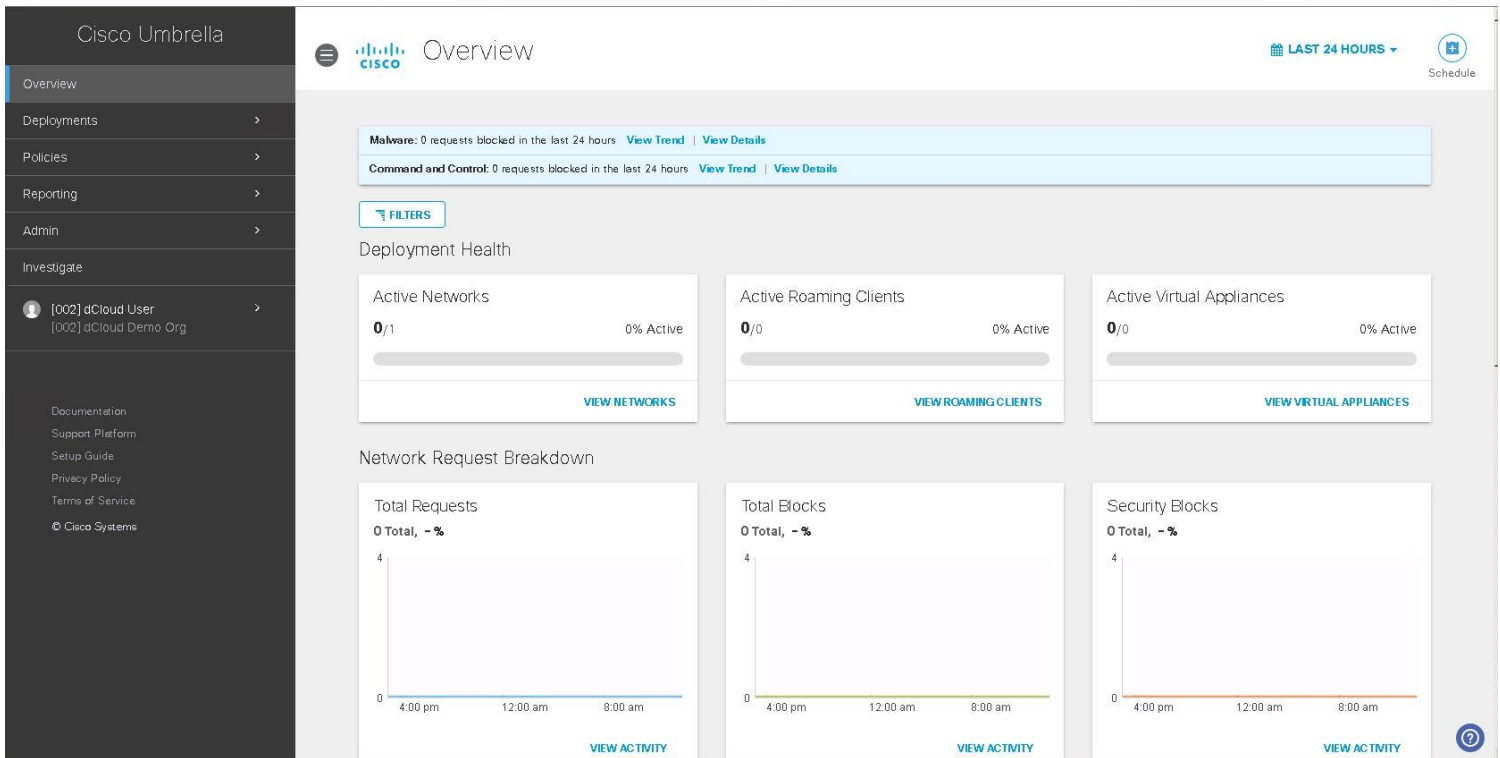 Cisco Umbrella
Overview
Deployments
Policies
Reporting
Admin
Investigate
[002] dCloud User
[002] dCloud Demo Org
Documentation
Support Platform
Setup Guide
Privacy Policy
Terms of Service
© Cisco Systems
CISCO
Overview
LAST 24 HOURS
Schedule
Malware: 0 requests blocked in the last 24 hours View Trend | View Details
Command and Control: 0 requests blocked in the last 24 hours View Trend | View Details
FILTERS
Deployment Health
Active Networks
0/1 0% Active
VIEW NETWORKS
Active Roaming Clients
0/0 0% Active
VIEW ROAMING CLIENTS
Active Virtual Appliances
0/0 0% Active
VIEW VIRTUAL APPLIANCES
Network Request Breakdown
Total Requests
0 Total, – %
4
0
4:00 pm 12:00 am 8:00 am
VIEW ACTIVITY
Total Blocks
0 Total, – %
4
0
4:00 pm 12:00 am 8:00 am
VIEW ACTIVITY
Security Blocks
0 Total, – %
4
0
4:00 pm 12:00 am 8:00 am
VIEW ACTIVITY
?